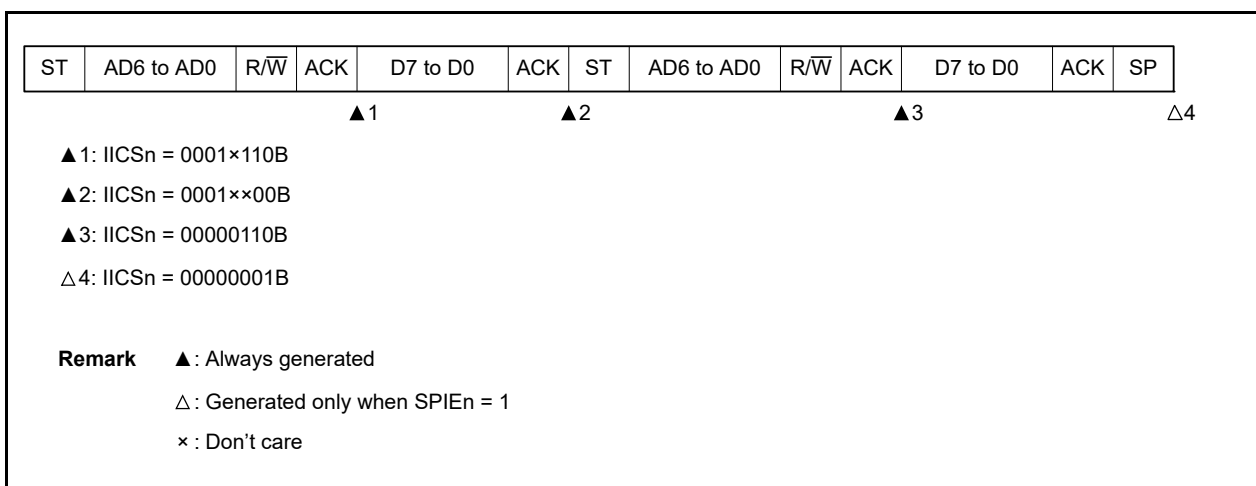 ST AD6 to AD0 R/W̅ ACK D7 to D0 ACK ST AD6 to AD0 R/W̅ ACK D7 to D0 ACK SP
▲1 ▲2 ▲3 △4
▲1: IICSn = 0001×110B
▲2: IICSn = 0001××00B
▲3: IICSn = 00000110B
△4: IICSn = 00000001B
Remark ▲: Always generated
△: Generated only when SPIEn = 1
×: Don't care